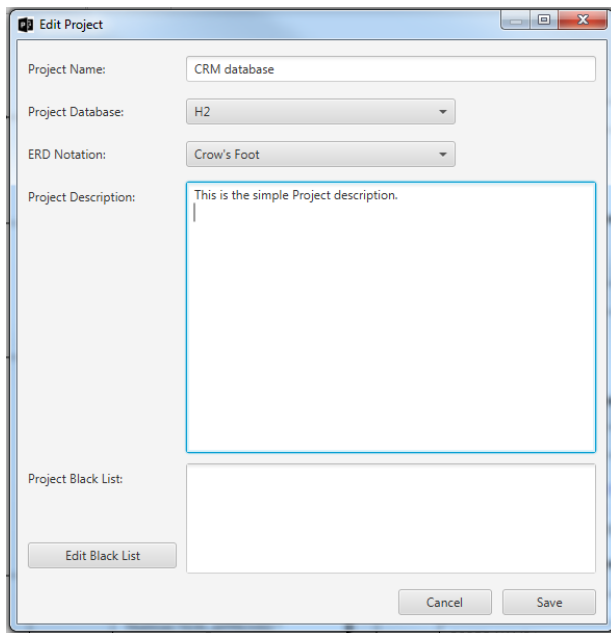 Edit Project
Project Name:
CRM database
Project Database:
H2
ERD Notation:
Crow's Foot
Project Description:
This is the simple Project description.
Project Black List:
Edit Black List
Cancel
Save